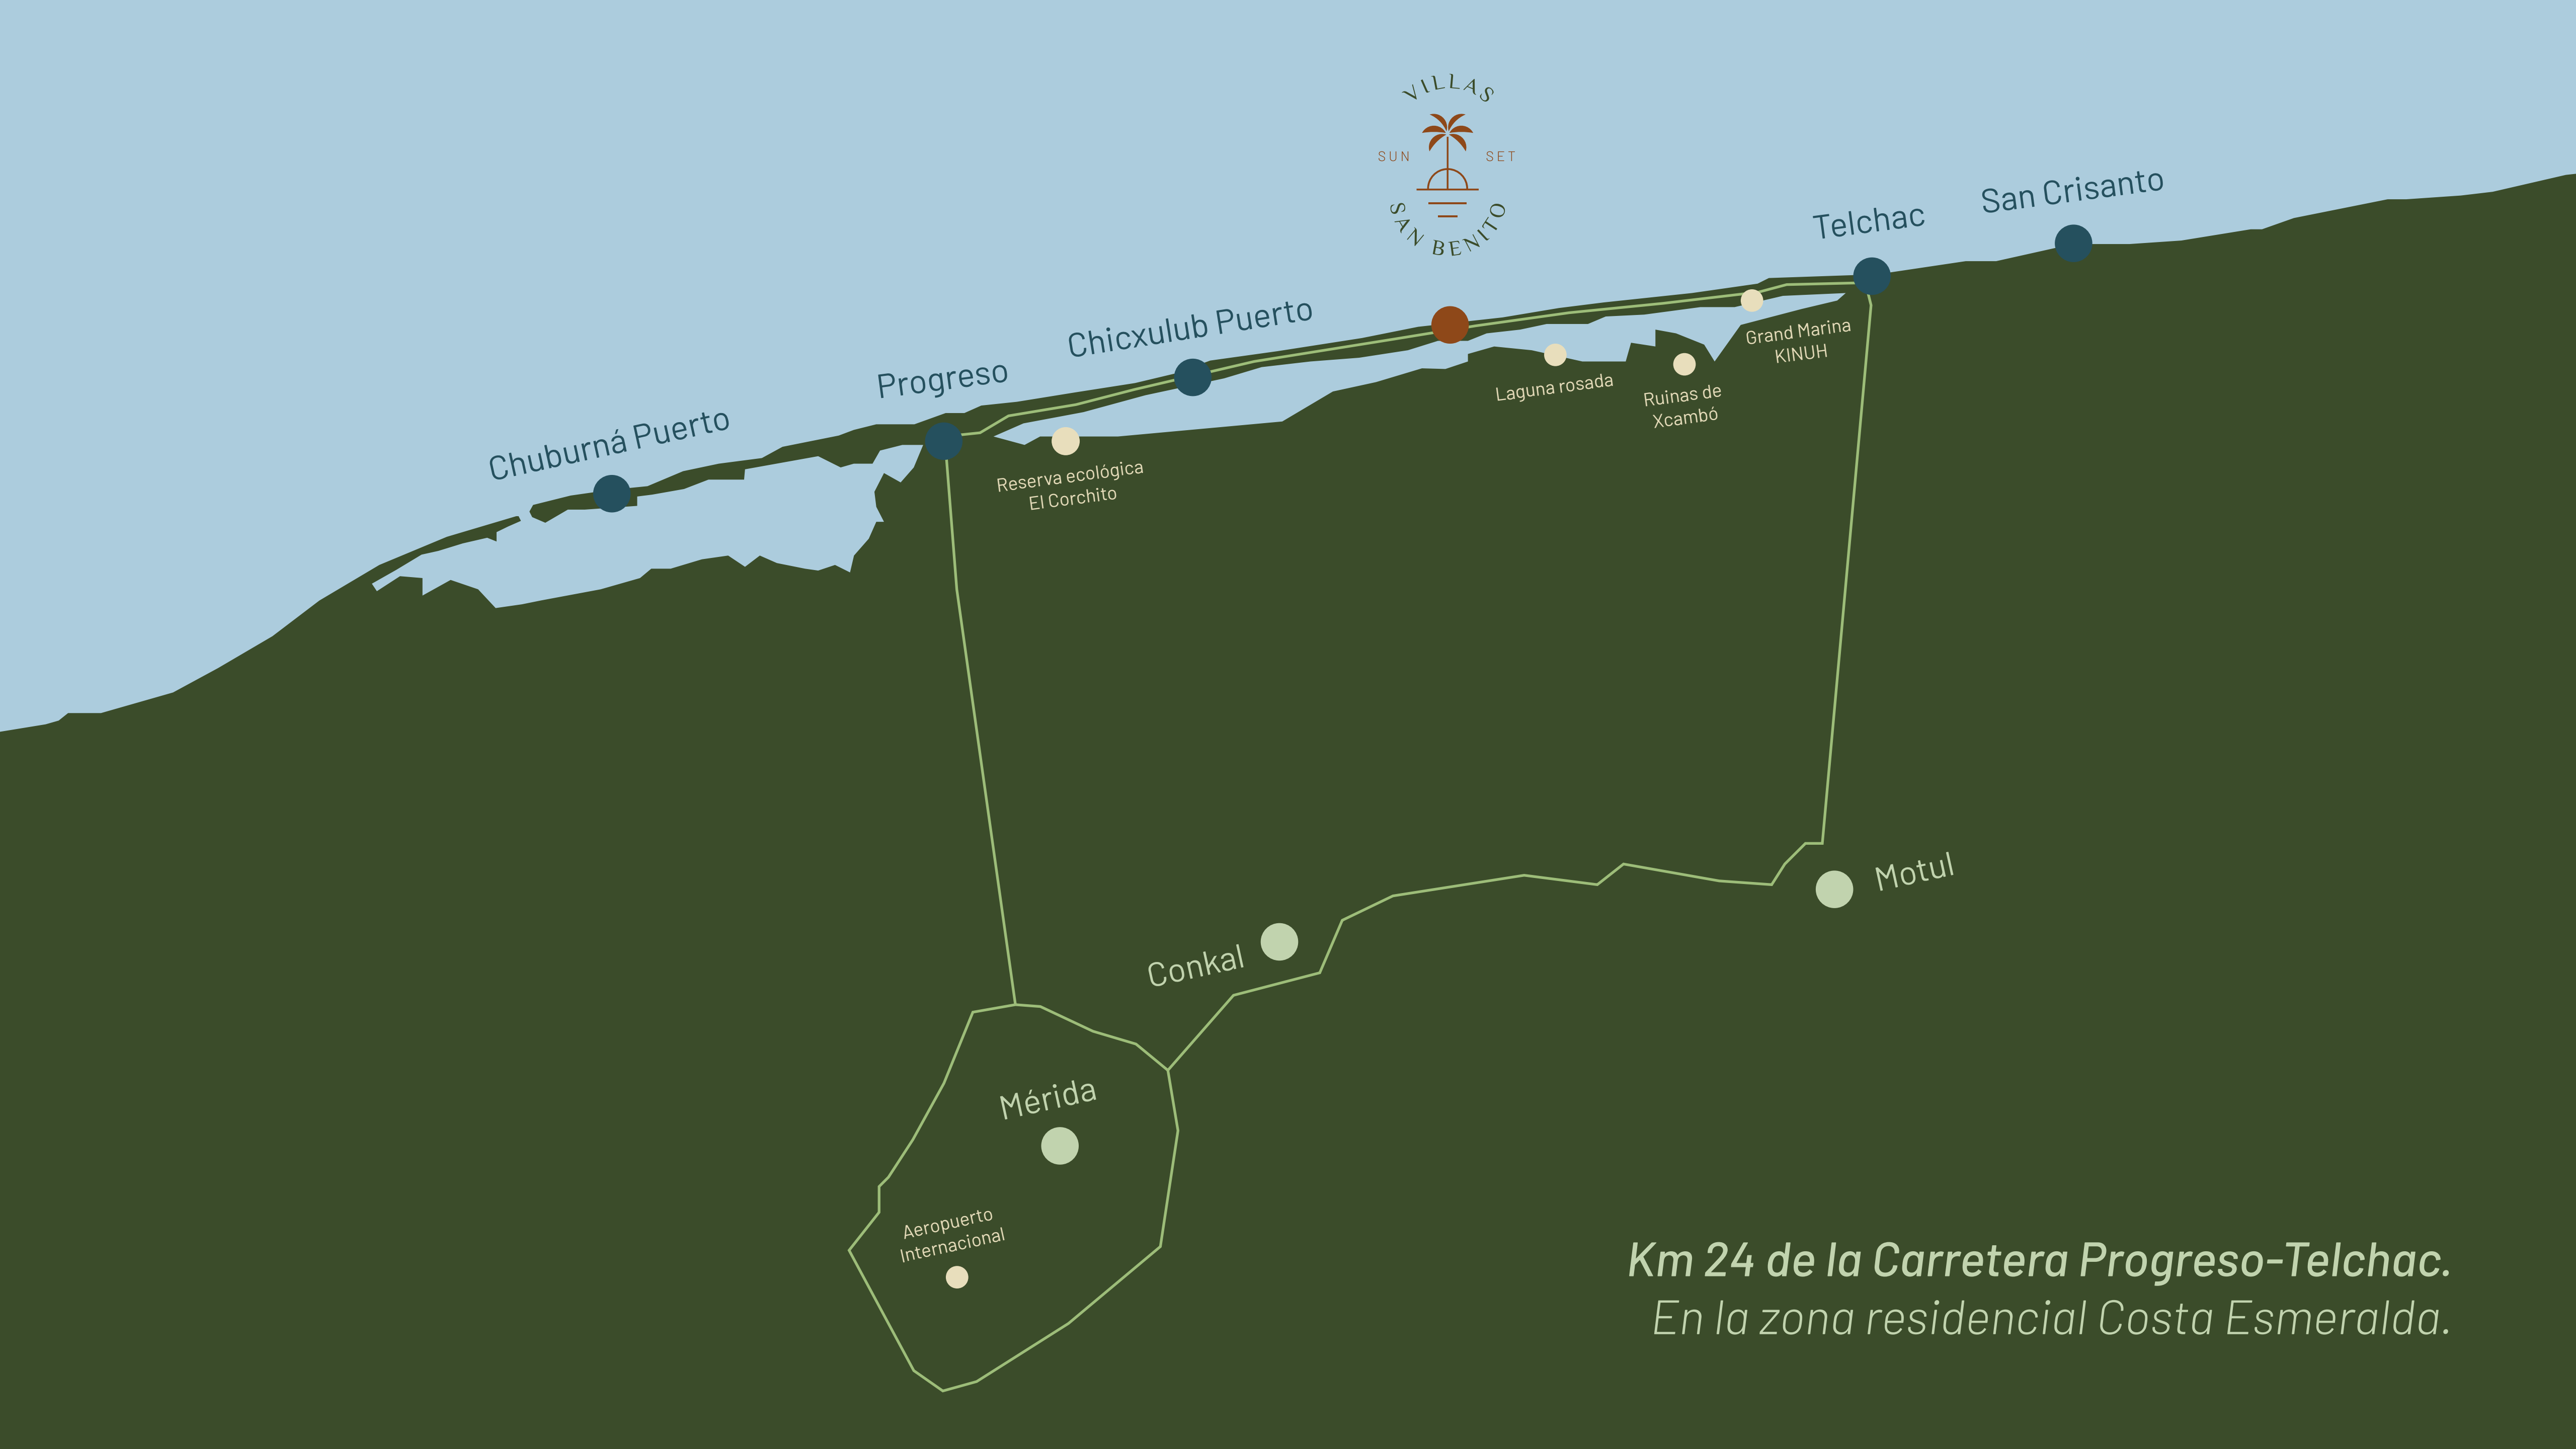 VILLAS
SUN SET
SAN BENITO
San Crisanto
Telchac
Chicxulub Puerto
Progreso
Chuburná Puerto
Grand Marina
KINUH
Laguna rosada
Ruinas de
Xcambó
Reserva ecológica
El Corchito
Motul
Conkal
Mérida
Aeropuerto
Internacional
Km 24 de la Carretera Progreso-Telchac.
En la zona residencial Costa Esmeralda.